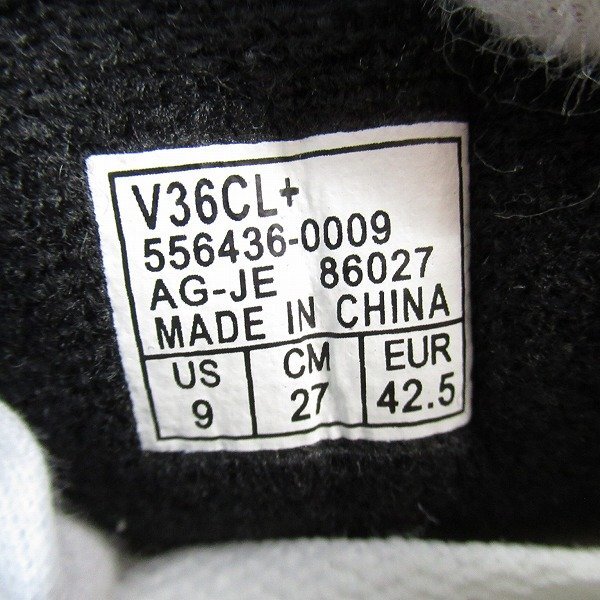 V36CL+
556436-0009
AG-JE 86027
MADE IN CHINA
US CM EUR
9 27 42.5